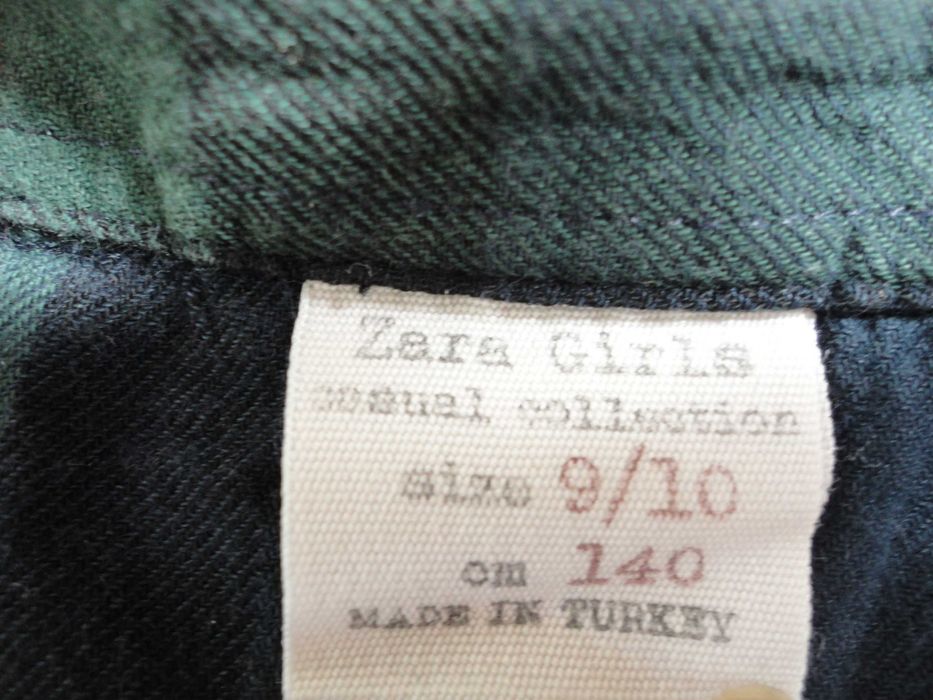 Zara Girls
casual collection
size 9/10
cm 140
MADE IN TURKEY